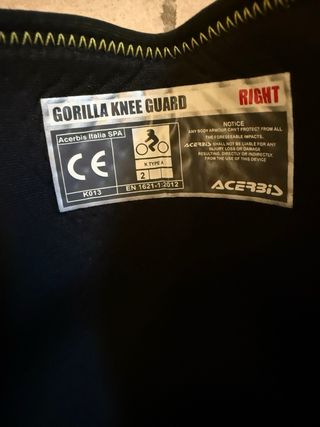 GORILLA KNEE GUARD RIGHT
Acerbis Italia SPA
CE
K013
K TYPE A
2
EN 1621-1:2012
NOTICE
ANY BODY ARMOUR CAN'T PROTECT FROM ALL
THE FORESEEABLE IMPACTS.
ACERBIS SHALL NOT BE LIABLE FOR ANY
INJURY LOSS OR DAMAGE
RESULTING, DIRECTLY OR INDIRECTLY,
FROM THE USE OF THIS DEVICE
ACERBIS